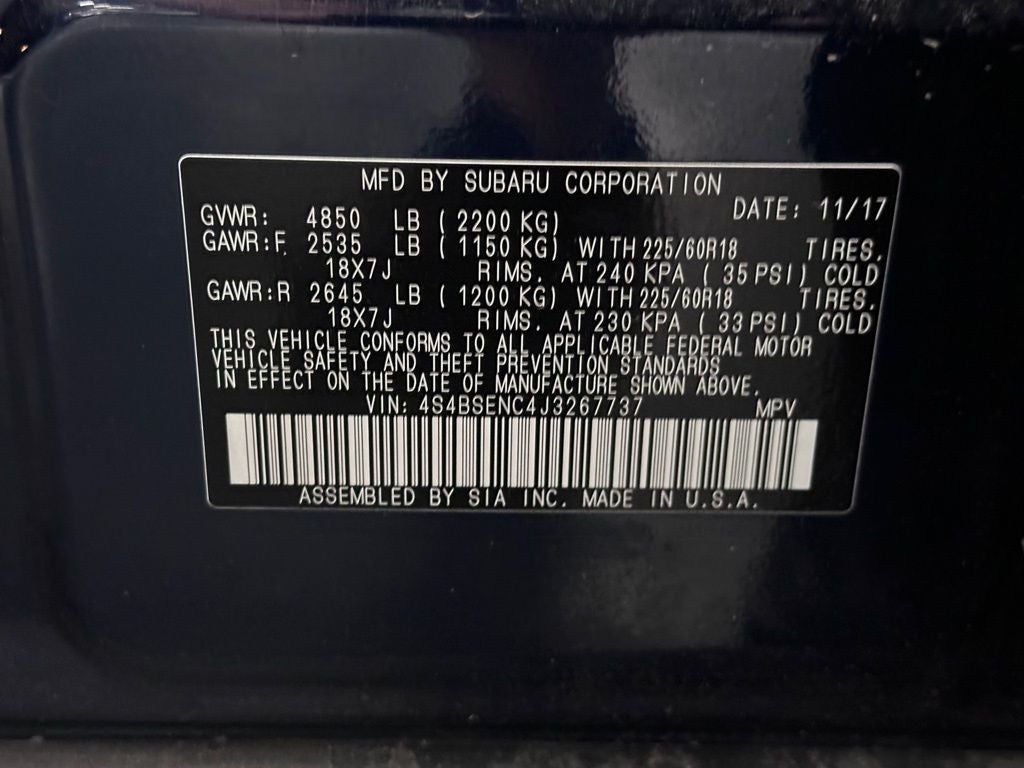 MFD BY SUBARU CORPORATION
DATE: 11/17
GVWR: 4850 LB ( 2200 KG)
GAWR:F. 2535 LB ( 1150 KG) WITH 225/60R18 TIRES.
18X7J RIMS. AT 240 KPA ( 35 PSI) COLD
GAWR:R 2645 LB ( 1200 KG) WITH 225/60R18 TIRES.
18X7J RIMS. AT 230 KPA ( 33 PSI) COLD
THIS VEHICLE CONFORMS TO ALL APPLICABLE FEDERAL MOTOR
VEHICLE SAFETY AND THEFT PREVENTION STANDARDS
IN EFFECT ON THE DATE OF MANUFACTURE SHOWN ABOVE.
VIN: 4S4BSENC4J3267737 MPV
ASSEMBLED BY SIA INC. MADE IN U.S.A.